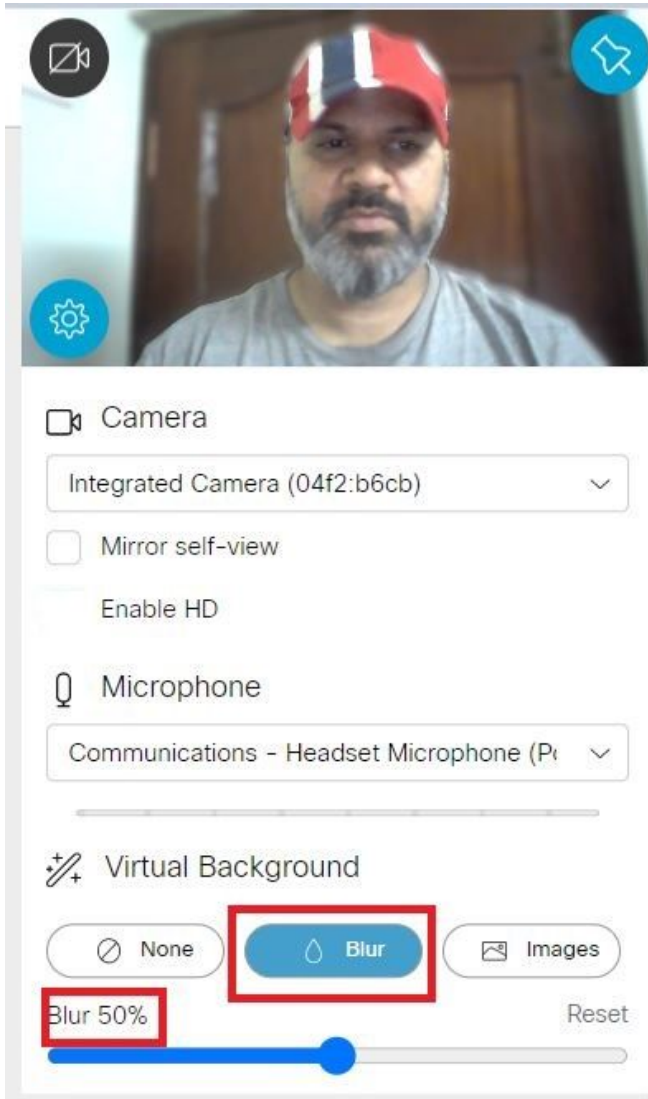 Camera
Integrated Camera (04f2:b6cb)
Mirror self-view
Enable HD
Microphone
Communications - Headset Microphone (Po
Virtual Background
None Blur Images
Blur 50% Reset